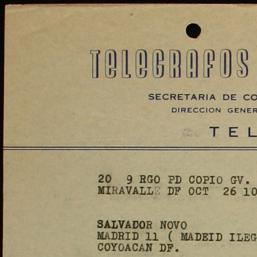 TELEGRAFOS
SECRETARIA DE CO
DIRECCION GENER
TEL
20 9 RGO PD COPIO GV.
MIRAVALLE DF OCT 26 10
SALVADOR NOVO
MADRID 11 ( MADEID ILEG
COYOACAN DF.